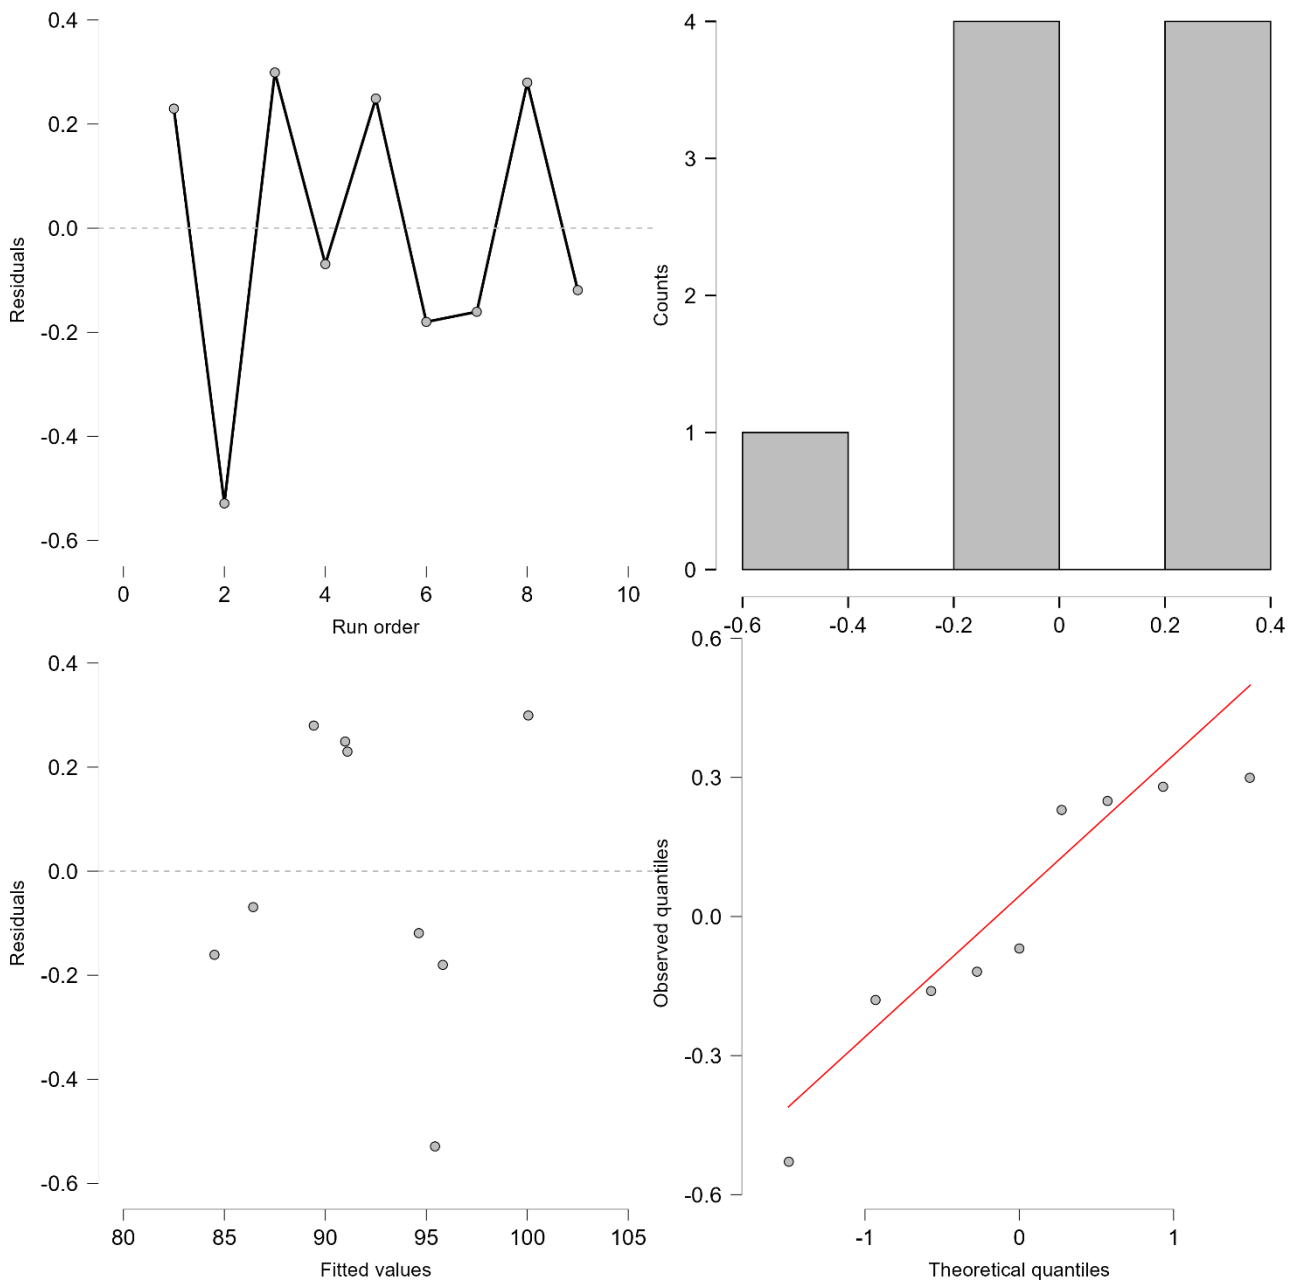 0.4
0.2
0.0
-0.2
-0.4
-0.6
Residuals
0 2 4 6 8 10
Run order
4
3
2
1
0
Counts
-0.6 -0.4 -0.2 0 0.2 0.4
0.4
0.2
0.0
-0.2
-0.4
-0.6
Residuals
80 85 90 95 100 105
Fitted values
0.6
0.3
0.0
-0.3
-0.6
Observed quantiles
-1 0 1
Theoretical quantiles